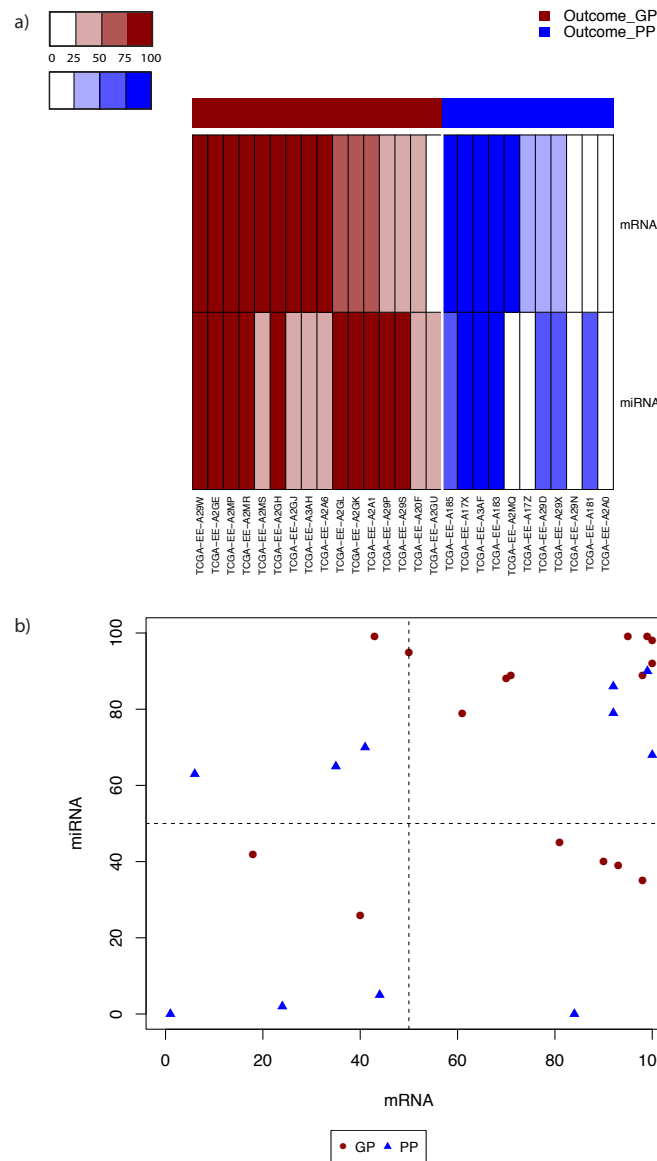 a)
0 25 50 75 100
Outcome_GP
Outcome_PP
mRNA
miRNA
TCGA−EE−A29W
TCGA−EE−A2GE
TCGA−EE−A2MP
TCGA−EE−A2MR
TCGA−EE−A2MS
TCGA−EE−A2GH
TCGA−EE−A2GJ
TCGA−EE−A3AH
TCGA−EE−A2A6
TCGA−EE−A2GL
TCGA−EE−A2GK
TCGA−EE−A2A1
TCGA−EE−A29P
TCGA−EE−A29S
TCGA−EE−A20F
TCGA−EE−A2GU
TCGA−EE−A185
TCGA−EE−A17X
TCGA−EE−A3AF
TCGA−EE−A183
TCGA−EE−A2MQ
TCGA−EE−A17Z
TCGA−EE−A29D
TCGA−EE−A29X
TCGA−EE−A29N
TCGA−EE−A181
TCGA−EE−A2A0
b)
100
80
60
40
20
0
miRNA
0 20 40 60 80 10
mRNA
GP PP